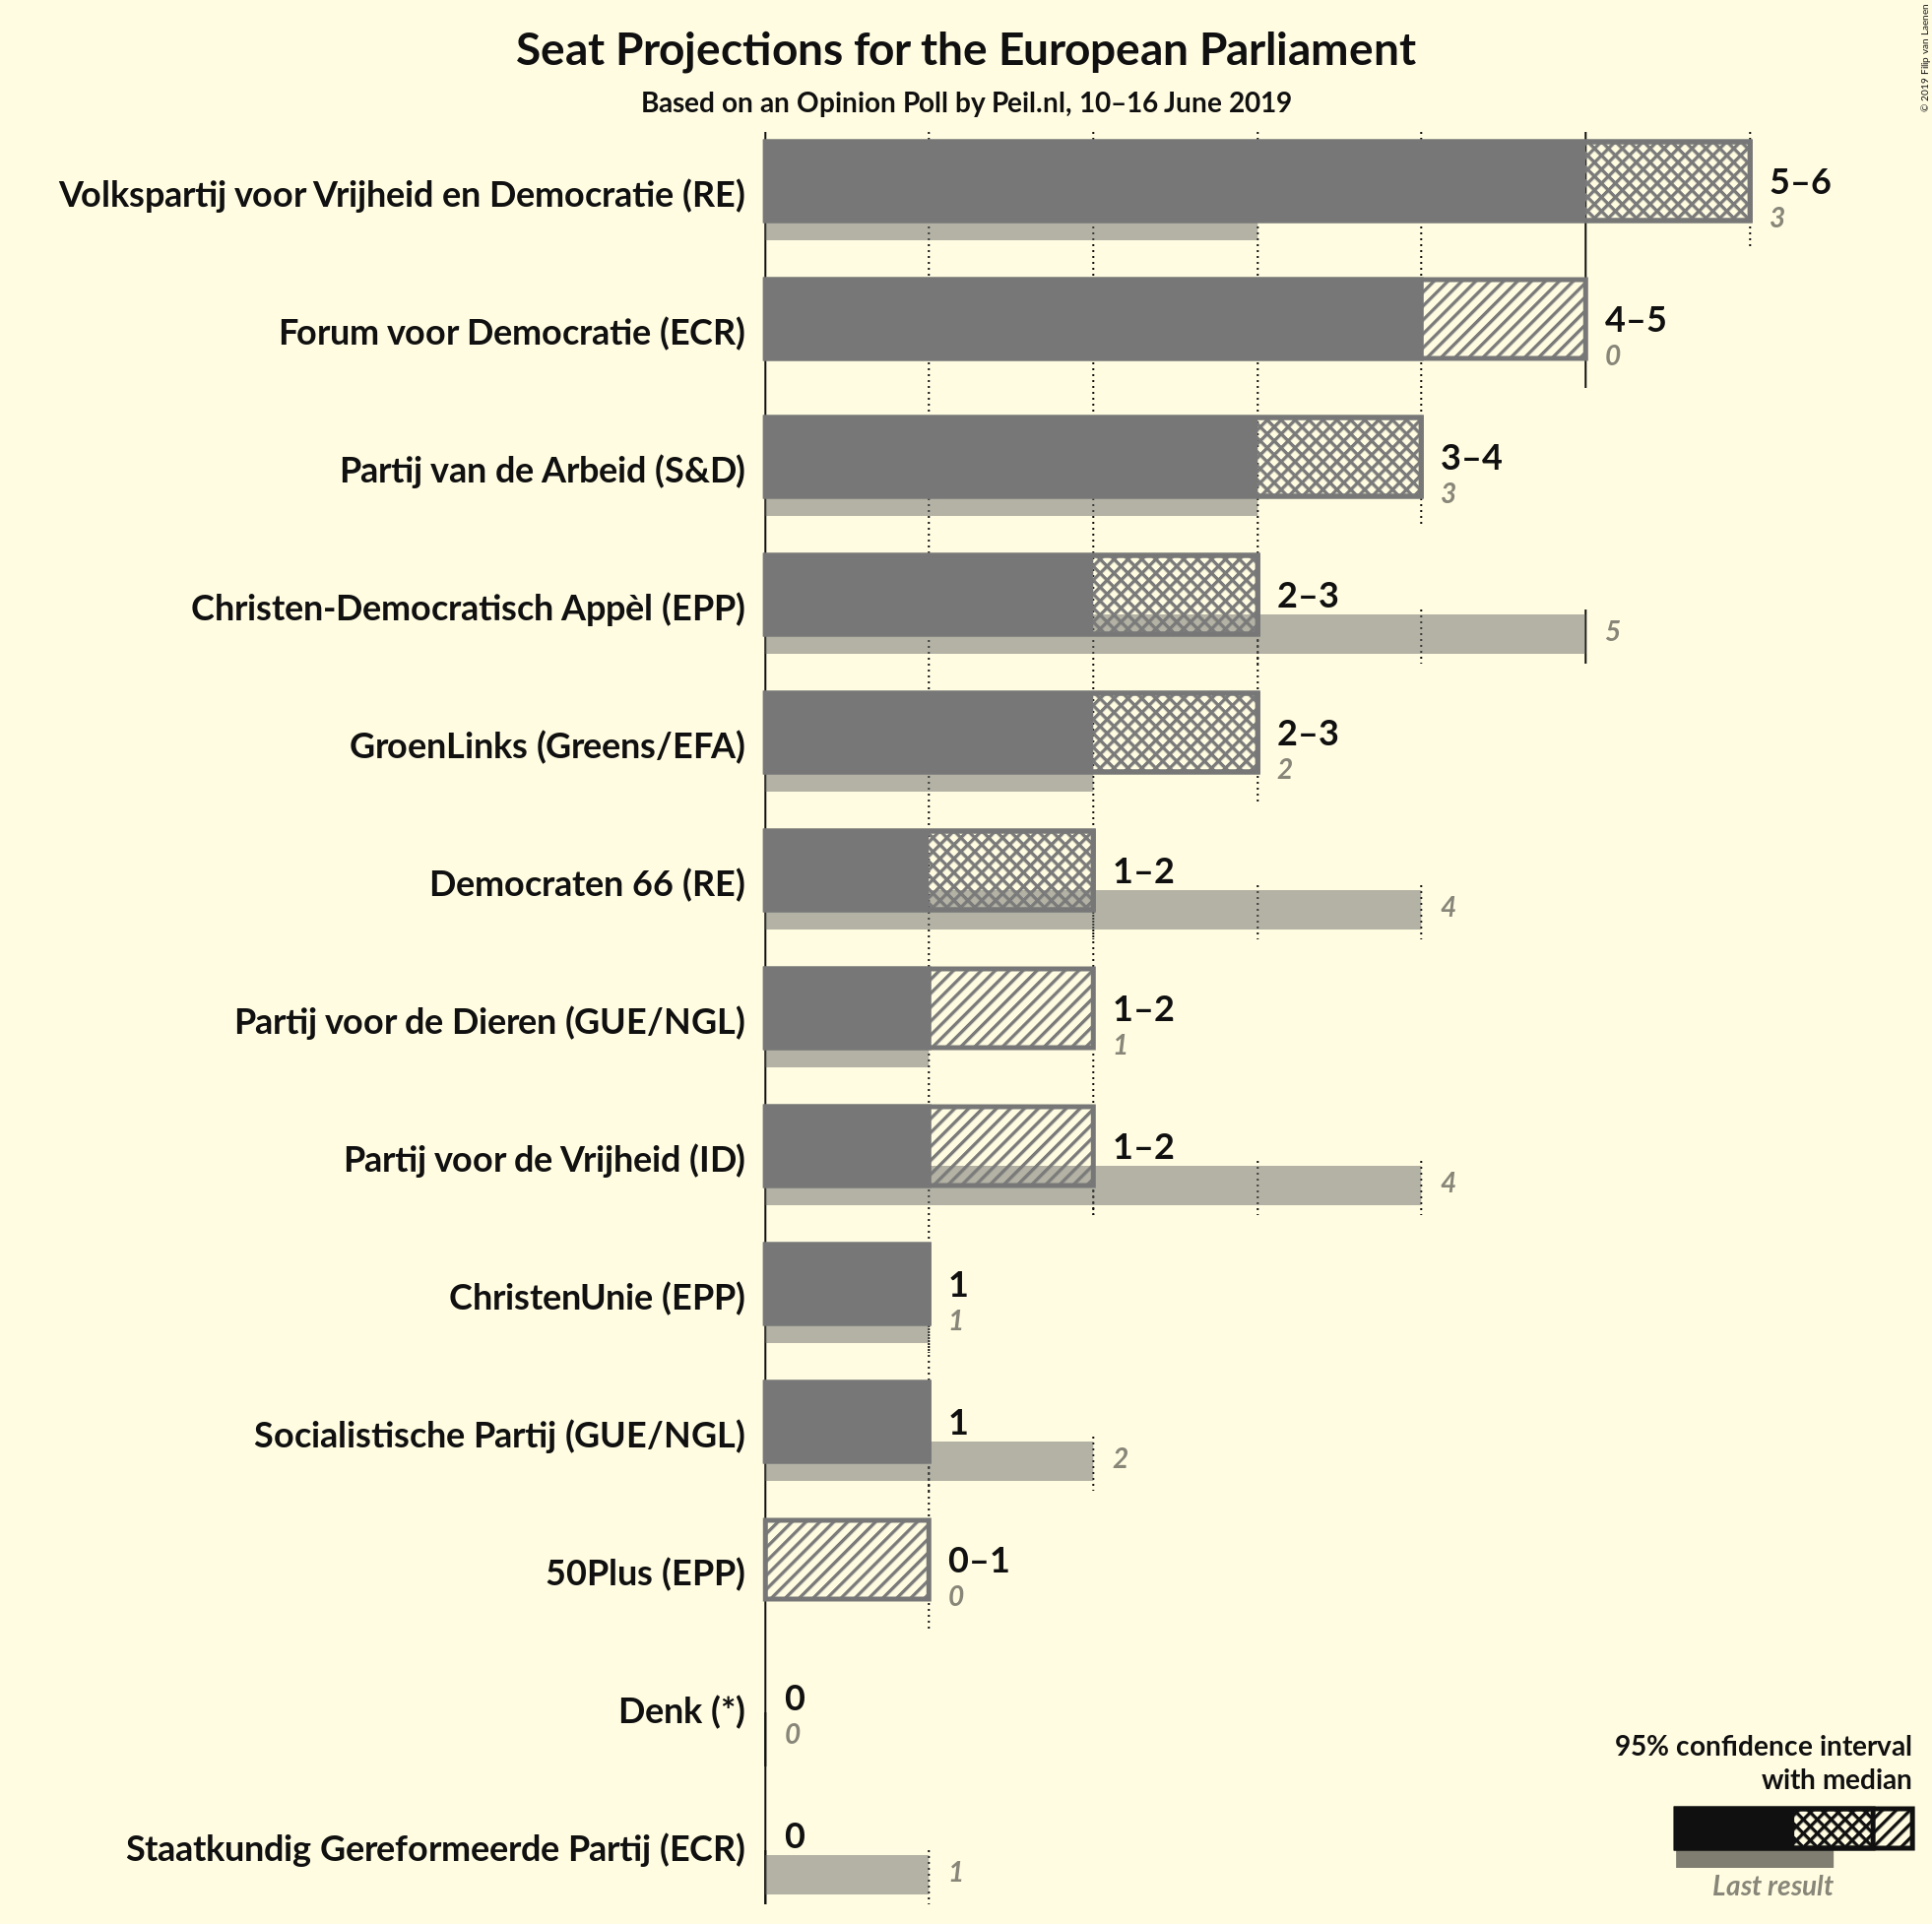 Seat Projections for the European Parliament
Based on an Opinion Poll by Peil.nl, 10–16 June 2019
© 2019 Filip van Laenen
Volkspartij voor Vrijheid en Democratie (RE)
5–6
3
Forum voor Democratie (ECR)
4–5
0
Partij van de Arbeid (S&D)
3–4
3
Christen-Democratisch Appèl (EPP)
2–3
5
GroenLinks (Greens/EFA)
2–3
2
Democraten 66 (RE)
1–2
4
Partij voor de Dieren (GUE/NGL)
1–2
1
Partij voor de Vrijheid (ID)
1–2
4
ChristenUnie (EPP)
1
1
Socialistische Partij (GUE/NGL)
1
2
50Plus (EPP)
0–1
0
Denk (*)
0
0
Staatkundig Gereformeerde Partij (ECR)
0
1
95% confidence interval
with median
Last result